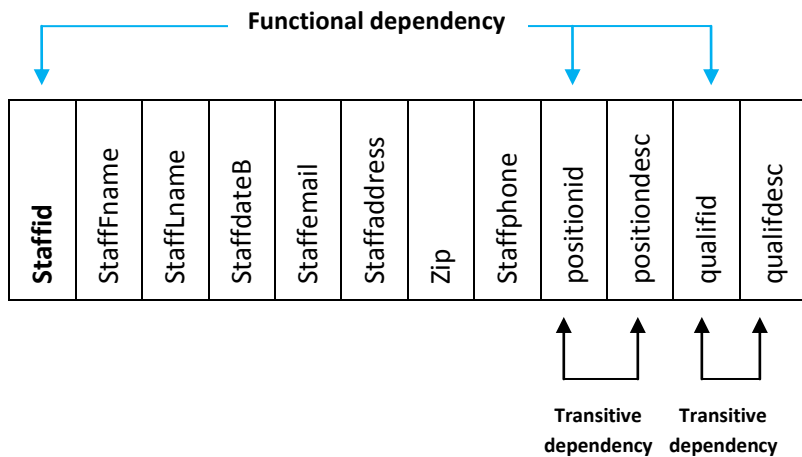 Functional dependency
Staffid
StaffFname
StaffLname
StaffdateB
Staffemail
Staffaddress
Zip
Staffphone
positionid
positiondesc
qualifid
qualifdesc
Transitive
dependency
Transitive
dependency